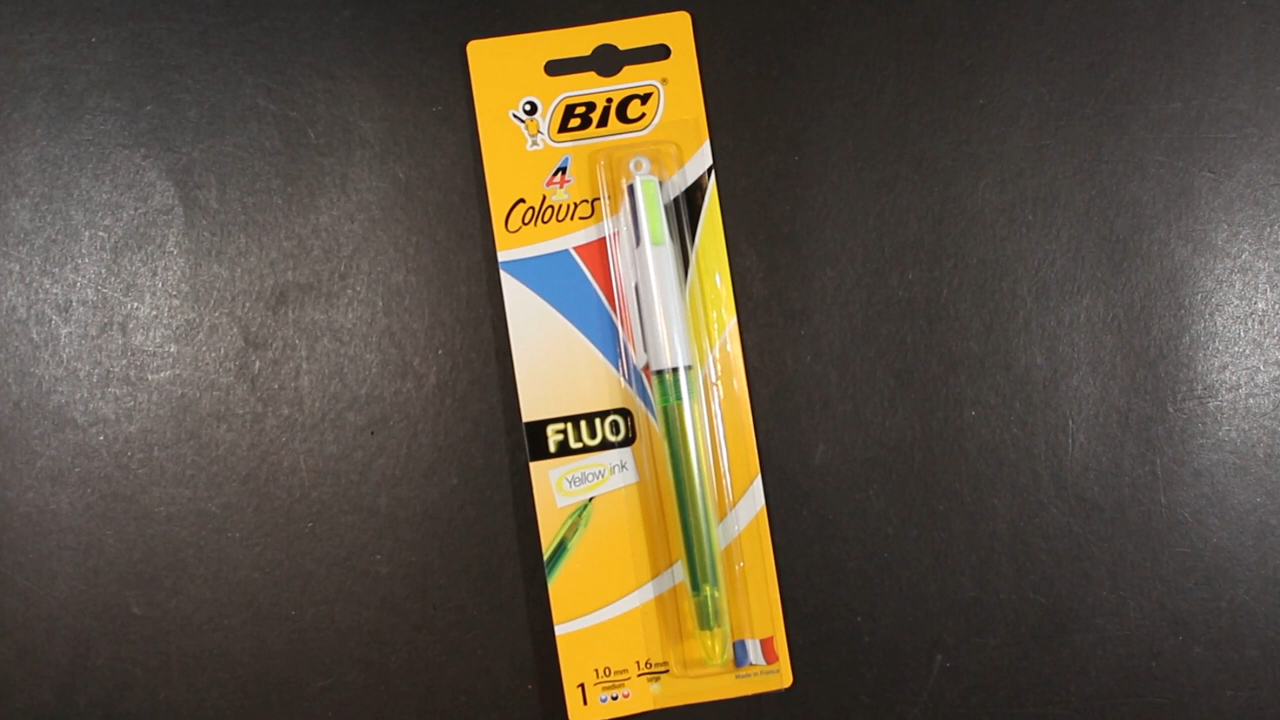 BiC®
4
Colours
FLUO
Yellow ink
1.0 mm
medium
1.6 mm
large
1
Made in France